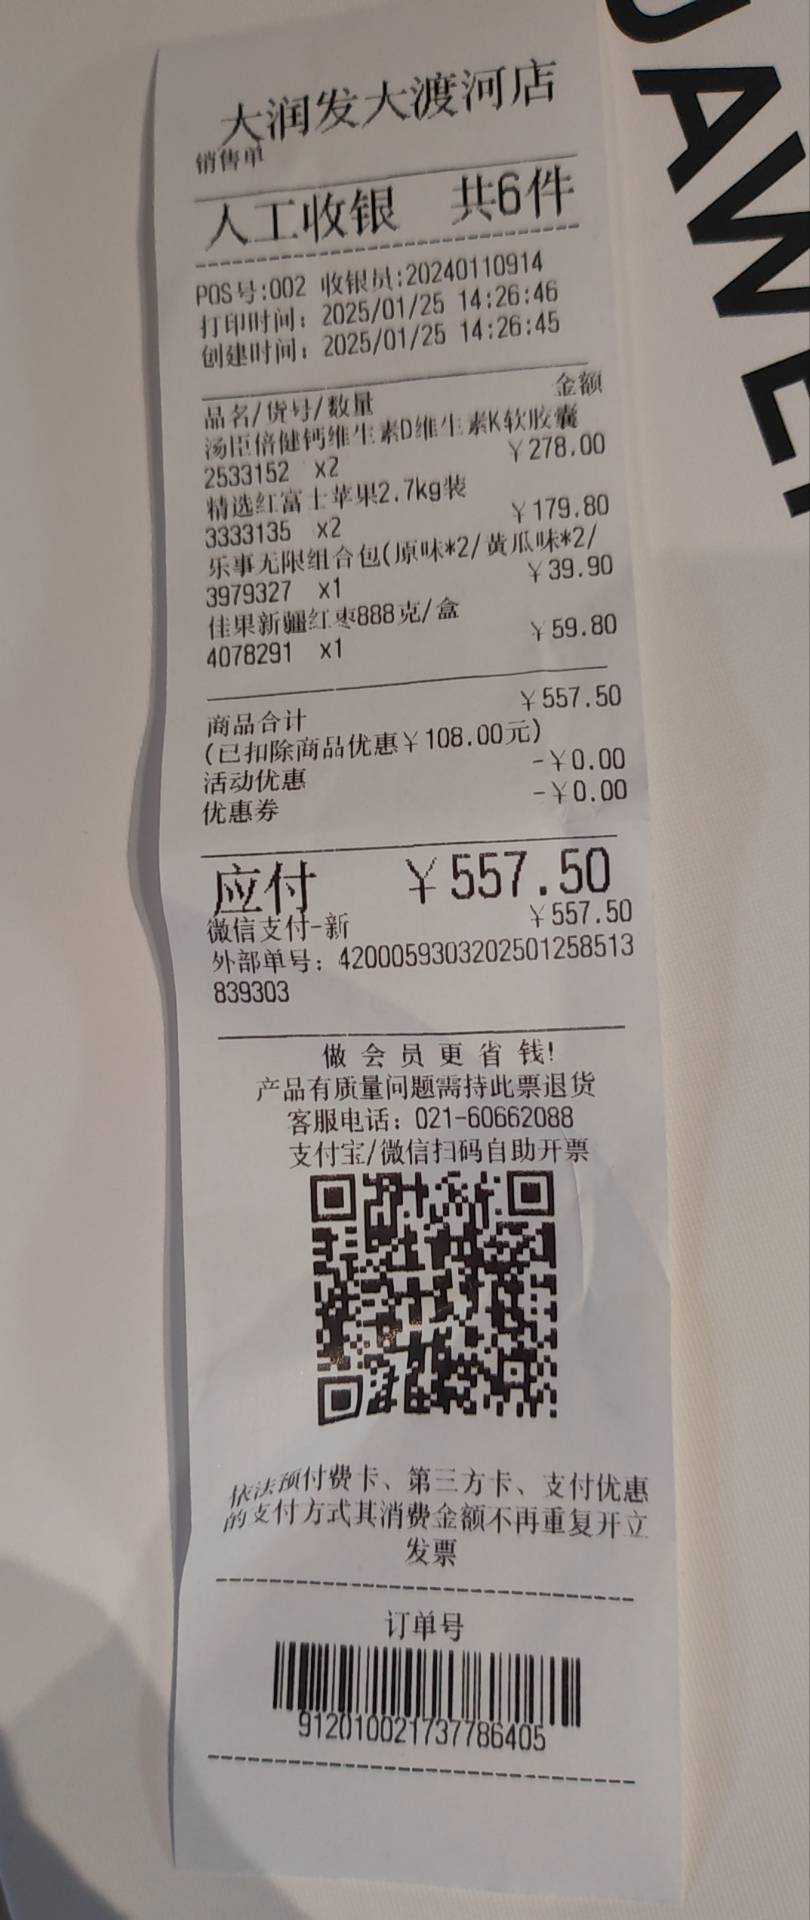 大润发大渡河店
销售单
人工收银 共6件
POS号:002 收银员:20240110914
打印时间: 2025/01/25 14:26:46
创建时间: 2025/01/25 14:26:45
品名/货号/数量 金额
汤臣倍健钙维生素D维生素K软胶囊
2533152 x2 ￥278.00
精选红富士苹果2.7kg装
3333135 x2 ￥179.80
乐事无限组合包(原味*2/黄瓜味*2/
3979327 x1 ￥39.90
佳果新疆红枣888克/盒
4078291 x1 ￥59.80
商品合计 ￥557.50
(已扣除商品优惠￥108.00元)
活动优惠 -￥0.00
优惠券 -￥0.00
应付 ￥557.50
微信支付-新 ￥557.50
外部单号: 4200059303202501258513
839303
做会员更省钱!
产品有质量问题需持此票退货
客服电话: 021-60662088
支付宝/微信扫码自助开票
依法预付费卡、第三方卡、支付优惠
的支付方式其消费金额不再重复开立
发票
订单号
912010021737786405